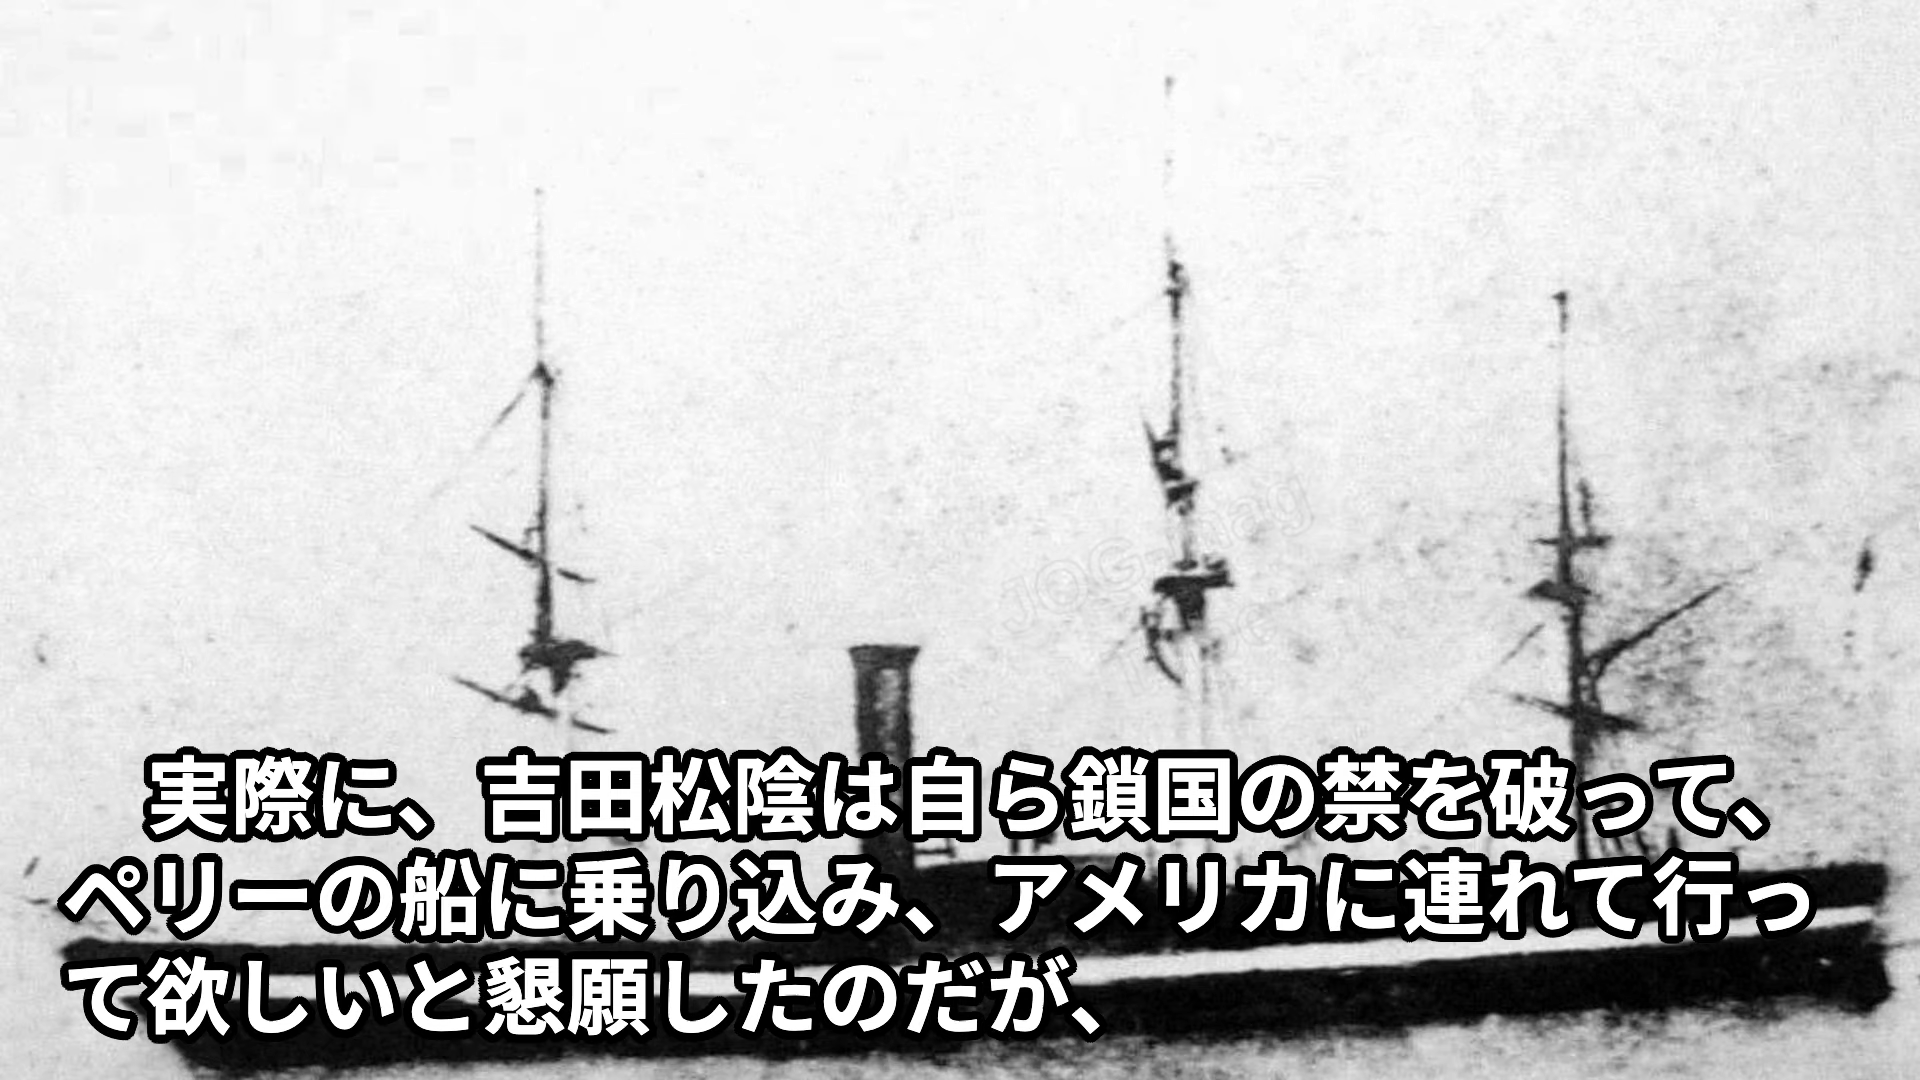 実際に、吉田松陰は自ら鎖国の禁を破って、
ペリーの船に乗り込み、アメリカに連れて行っ
て欲しいと懇願したのだが、
JOG-mag